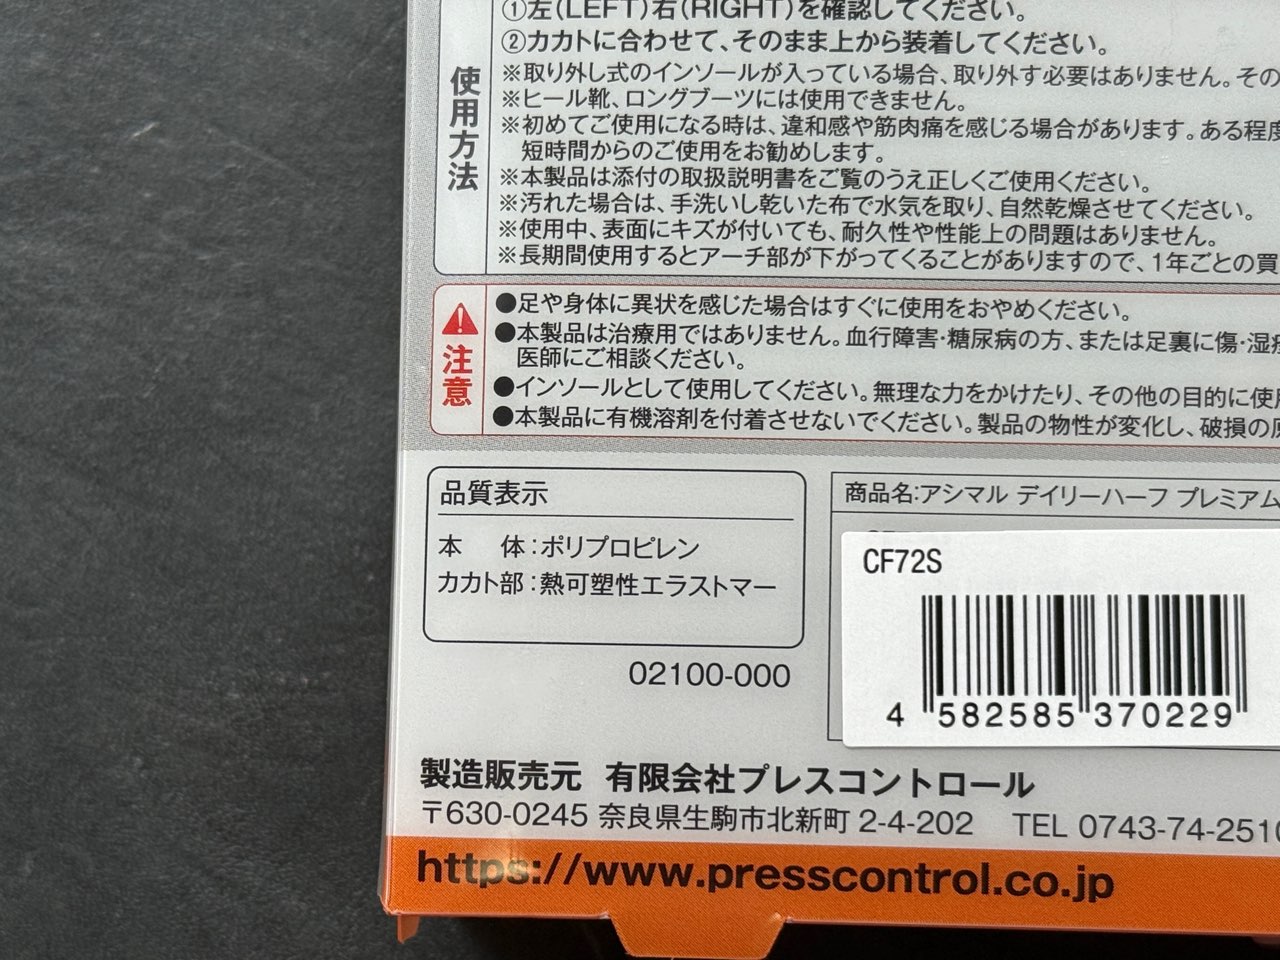 使用方法
①左(LEFT)右(RIGHT)を確認してください。
②カカトに合わせて、そのまま上から装着してください。
※取り外し式のインソールが入っている場合、取り外す必要はありません。その
※ヒール靴、ロングブーツには使用できません。
※初めてご使用になる時は、違和感や筋肉痛を感じる場合があります。ある程度
短時間からのご使用をお勧めします。
※本製品は添付の取扱説明書をご覧のうえ正しくご使用ください。
※汚れた場合は、手洗いし乾いた布で水気を取り、自然乾燥させてください。
※使用中、表面にキズが付いても、耐久性や性能上の問題はありません。
※長期間使用するとアーチ部が下がってくることがありますので、1年ごとの買
注意
●足や身体に異状を感じた場合はすぐに使用をおやめください。
●本製品は治療用ではありません。血行障害・糖尿病の方、または足裏に傷・湿疹
医師にご相談ください。
●インソールとして使用してください。無理な力をかけたり、その他の目的に使用
●本製品に有機溶剤を付着させないでください。製品の物性が変化し、破損の原
品質表示
本 体:ポリプロピレン
カカト部:熱可塑性エラストマー
02100-000
商品名:アシマル デイリーハーフ プレミアム
CF72S
4 582585 370229
製造販売元 有限会社プレスコントロール
〒630-0245 奈良県生駒市北新町 2-4-202 TEL 0743-74-2510
https://www.presscontrol.co.jp